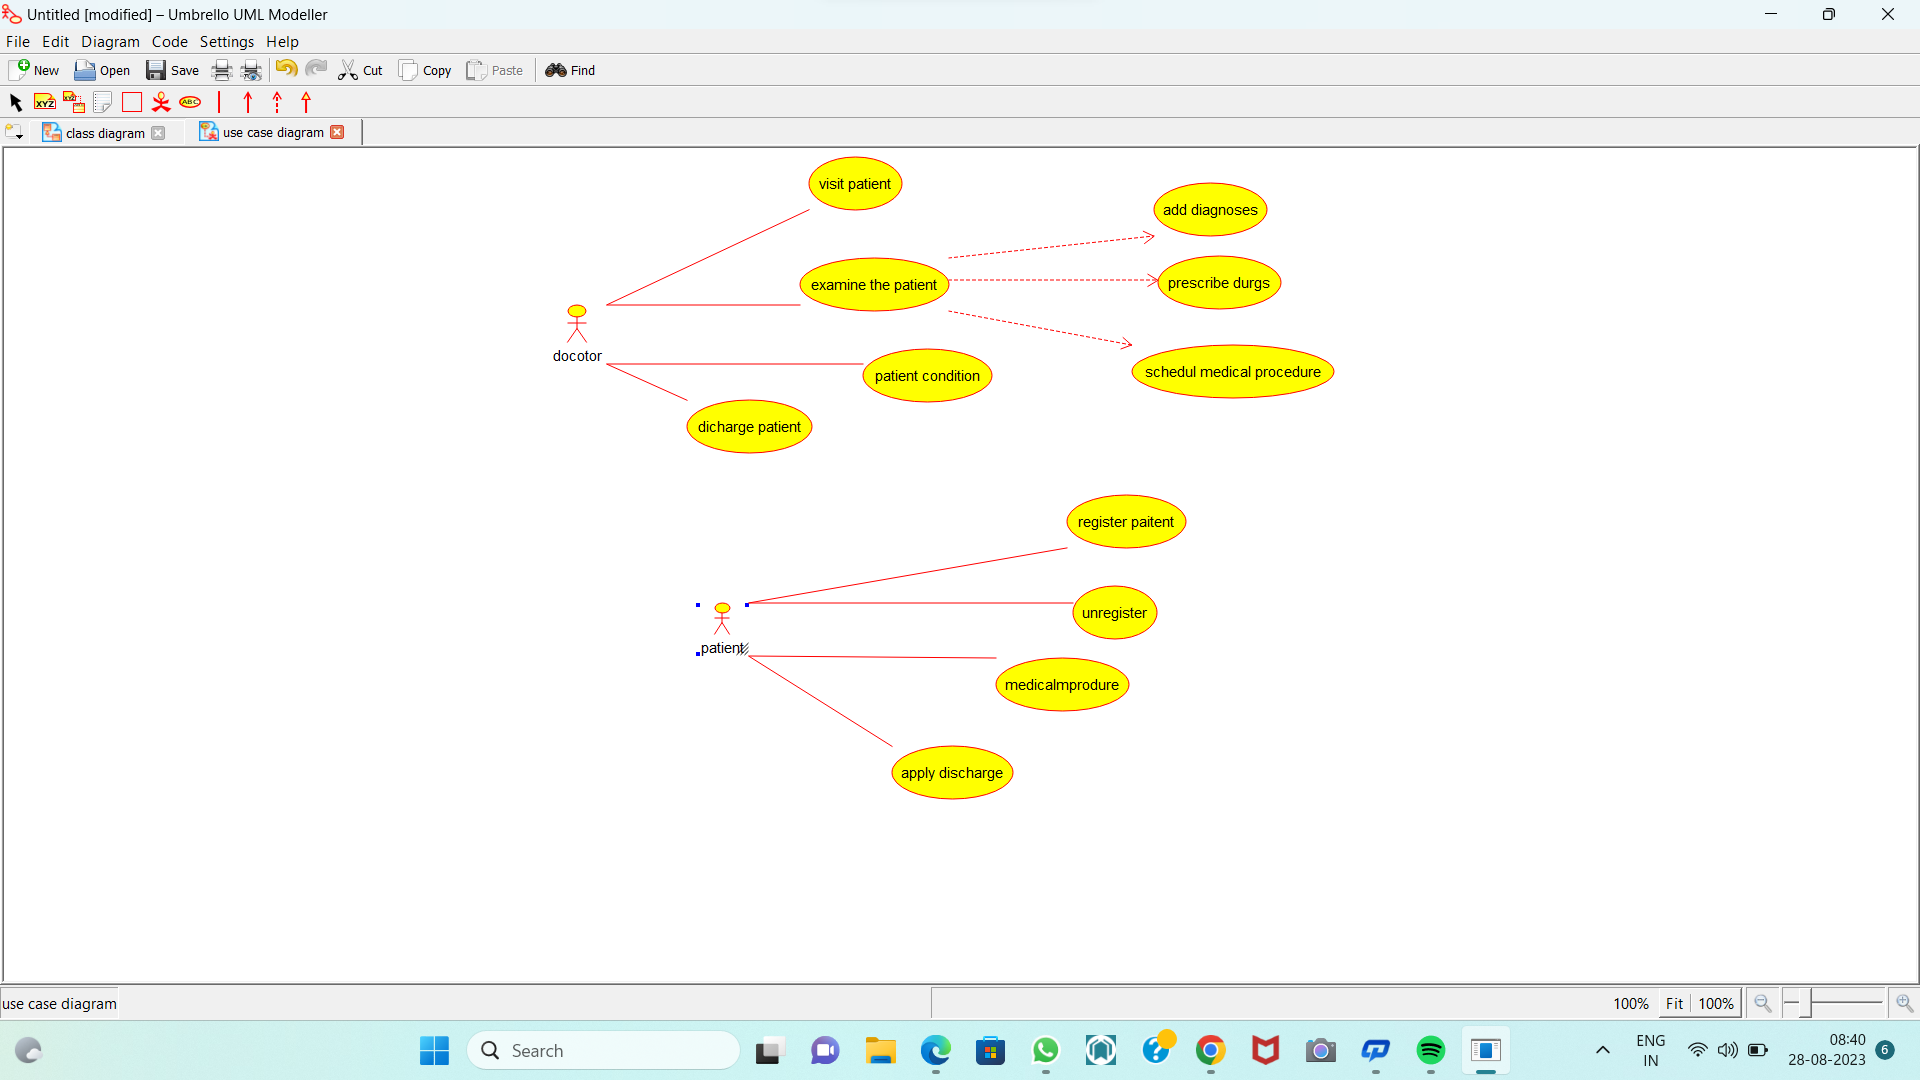 Untitled [modified] – Umbrello UML Modeller
File Edit Diagram Code Settings Help
New Open Save Cut Copy Paste Find
XYZ XYZ ABC
class diagram use case diagram
visit patient
add diagnoses
examine the patient
prescribe durgs
docotor
schedul medical procedure
patient condition
dicharge patient
register paitent
unregister
patient
medicalmprodure
apply discharge
use case diagram 100% Fit 100%
Search
ENG
IN
08:40
28-08-2023
6